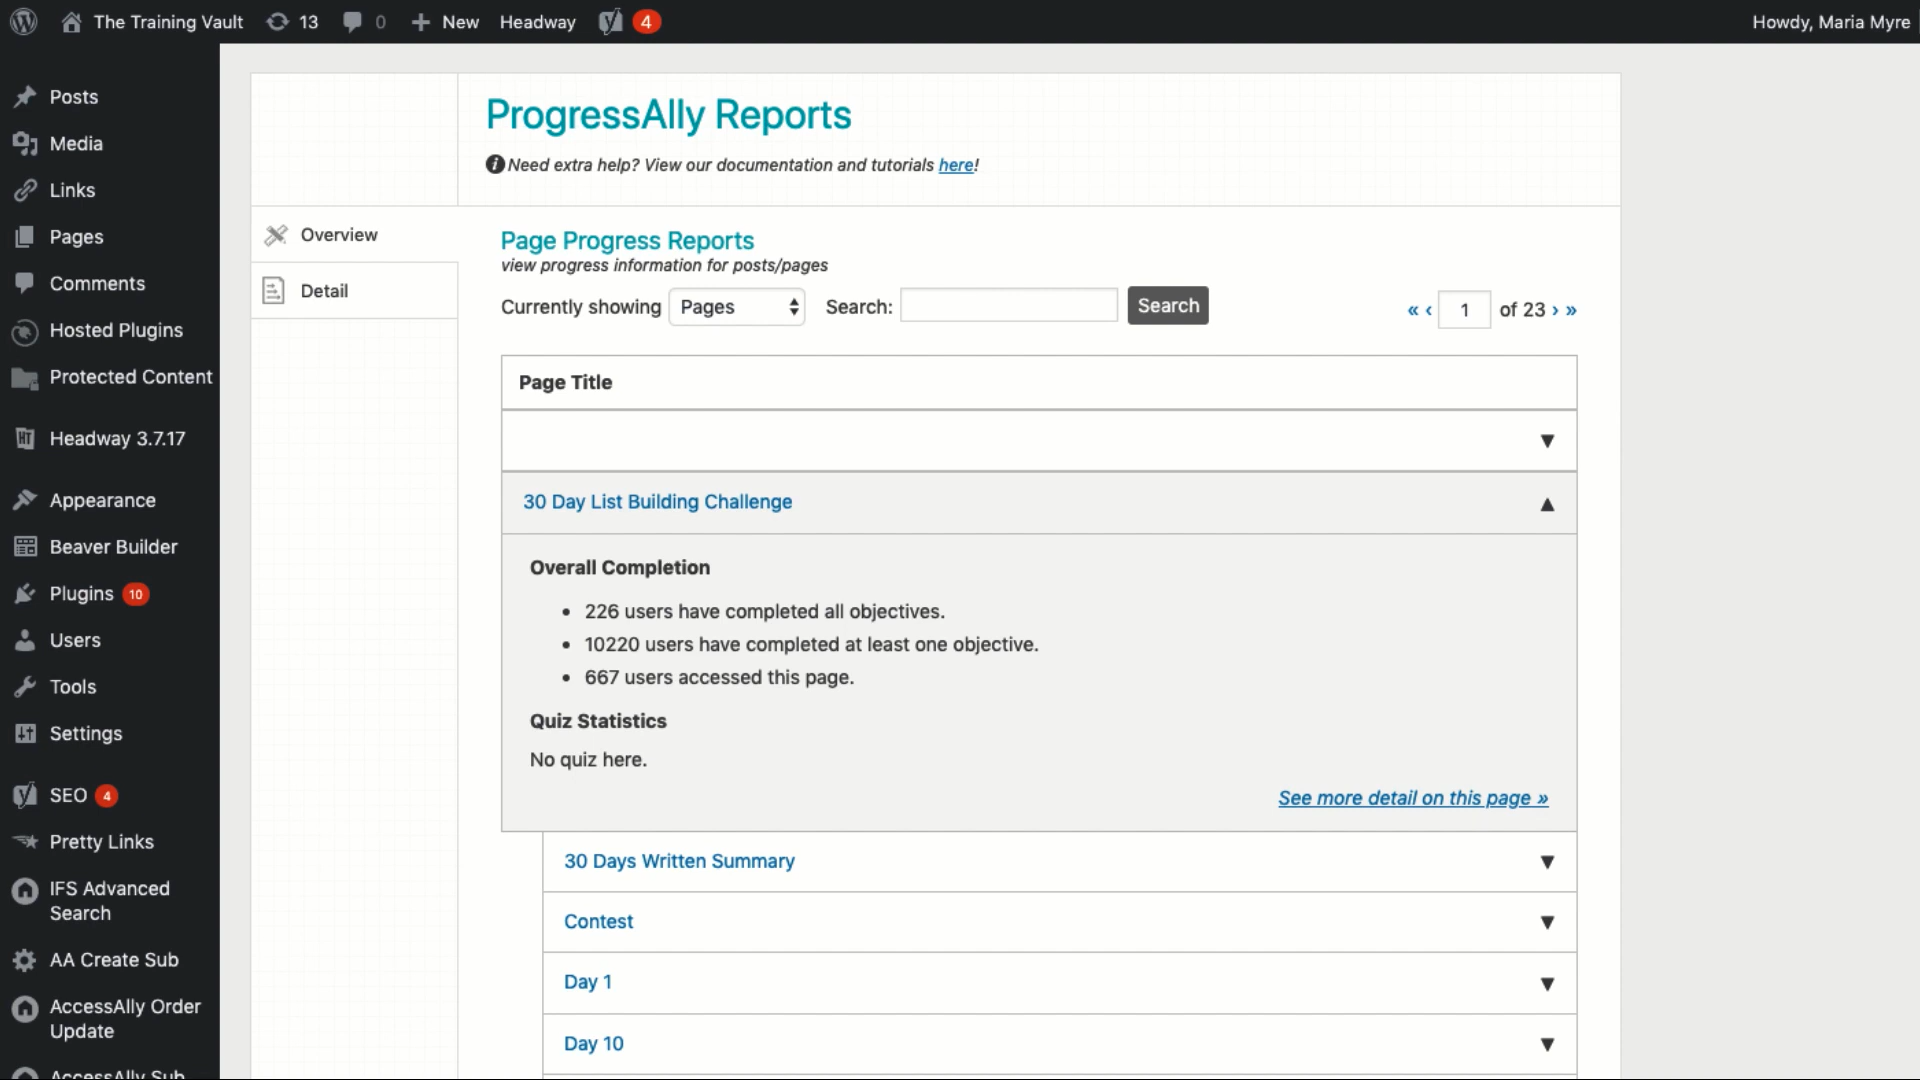 The Training Vault 13 0 New Headway 4 Howdy, Maria Myre
Posts
Media
Links
Pages
Comments
Hosted Plugins
Protected Content
Headway 3.7.17
Appearance
Beaver Builder
Plugins 10
Users
Tools
Settings
SEO 4
Pretty Links
IFS Advanced
Search
AA Create Sub
AccessAlly Order
Update
AccessAlly Sub
ProgressAlly Reports
Need extra help? View our documentation and tutorials here!
Overview
Detail
Page Progress Reports
view progress information for posts/pages
Currently showing Pages Search: Search « ‹ 1 of 23 › »
Page Title
▼
30 Day List Building Challenge ▲
Overall Completion
• 226 users have completed all objectives.
• 10220 users have completed at least one objective.
• 667 users accessed this page.
Quiz Statistics
No quiz here.
See more detail on this page »
30 Days Written Summary ▼
Contest ▼
Day 1 ▼
Day 10 ▼